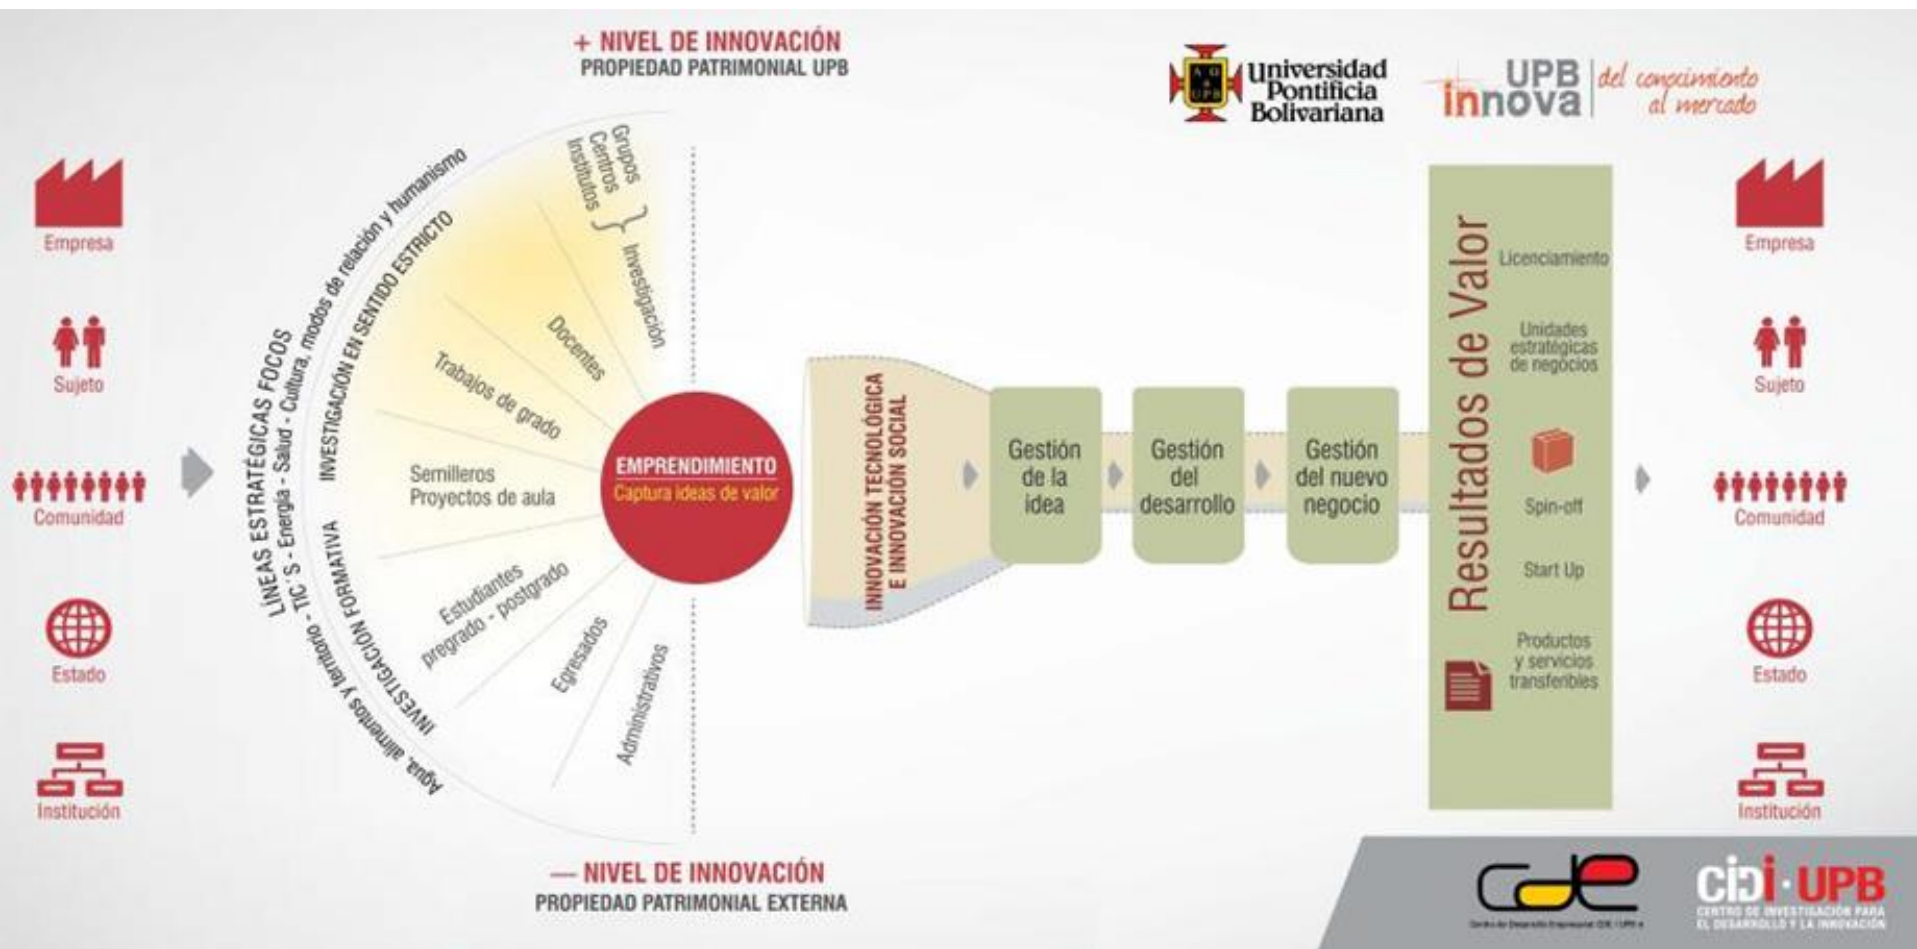 + NIVEL DE INNOVACIÓN
PROPIEDAD PATRIMONIAL UPB
Universidad
Pontificia
Bolivariana
UPB
innova
del conocimiento
al mercado
Empresa
Sujeto
Comunidad
Estado
Institución
LÍNEAS ESTRATÉGICAS FOCOS
Agua, alimentos y territorio - TIC´S - Energía - Salud - Cultura, modos de relación y humanismo
INVESTIGACIÓN EN SENTIDO ESTRICTO
INVESTIGACIÓN FORMATIVA
Grupos
Centros
Institutos
Investigación
Docentes
Trabajos de grado
Semilleros
Proyectos de aula
Estudiantes
pregrado - postgrado
Egresados
Administrativos
EMPRENDIMIENTO
Captura ideas de valor
INNOVACIÓN TECNOLÓGICA
E INNOVACIÓN SOCIAL
Gestión
de la
idea
Gestión
del
desarrollo
Gestión
del nuevo
negocio
Resultados de Valor
Licenciamiento
Unidades
estratégicas
de negocios
Spin-off
Start Up
Productos
y servicios
transferibles
Empresa
Sujeto
Comunidad
Estado
Institución
— NIVEL DE INNOVACIÓN
PROPIEDAD PATRIMONIAL EXTERNA
cde
Centro de Desarrollo Empresarial CDE / UPB
CIDI·UPB
CENTRO DE INVESTIGACIÓN PARA
EL DESARROLLO Y LA INNOVACIÓN